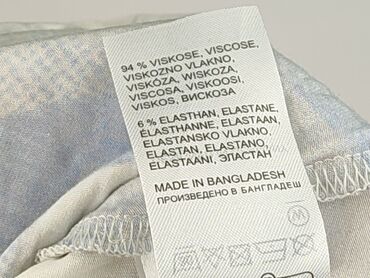 94 % VISKOSE, VISCOSE,
VISKOZNO VLAKNO,
VISKÓZA, WISKOZA,
VISCOSA, VISKOOSI,
VISKOS, ВИСКОЗА
6 % ELASTHAN, ELASTANE,
ÉLASTHANNE, ELASTAAN,
ELASTANSKO VLAKNO,
ELASTAN, ELASTANO,
ELASTAANI, ЭЛАСТАН
MADE IN BANGLADESH
ПРОИЗВЕДЕНО В БАНГЛАДЕШ
W